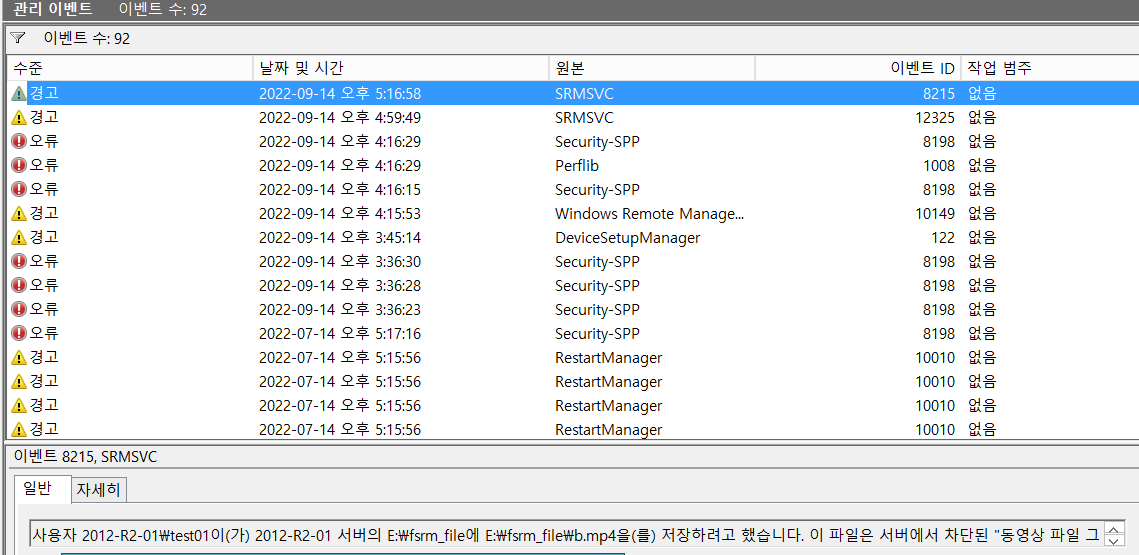 관리 이벤트 이벤트 수: 92
이벤트 수: 92
수준 날짜 및 시간 원본 이벤트 ID 작업 범주
경고 2022-09-14 오후 5:16:58 SRMSVC 8215 없음
경고 2022-09-14 오후 4:59:49 SRMSVC 12325 없음
오류 2022-09-14 오후 4:16:29 Security-SPP 8198 없음
오류 2022-09-14 오후 4:16:29 Perflib 1008 없음
오류 2022-09-14 오후 4:16:15 Security-SPP 8198 없음
경고 2022-09-14 오후 4:15:53 Windows Remote Manage... 10149 없음
경고 2022-09-14 오후 3:45:14 DeviceSetupManager 122 없음
오류 2022-09-14 오후 3:36:30 Security-SPP 8198 없음
오류 2022-09-14 오후 3:36:28 Security-SPP 8198 없음
오류 2022-09-14 오후 3:36:23 Security-SPP 8198 없음
오류 2022-07-14 오후 5:17:16 Security-SPP 8198 없음
경고 2022-07-14 오후 5:15:56 RestartManager 10010 없음
경고 2022-07-14 오후 5:15:56 RestartManager 10010 없음
경고 2022-07-14 오후 5:15:56 RestartManager 10010 없음
경고 2022-07-14 오후 5:15:56 RestartManager 10010 없음
이벤트 8215, SRMSVC
일반 자세히
사용자 2012-R2-01₩test01이(가) 2012-R2-01 서버의 E:₩fsrm_file에 E:₩fsrm_file₩b.mp4을(를) 저장하려고 했습니다. 이 파일은 서버에서 차단된 "동영상 파일 그